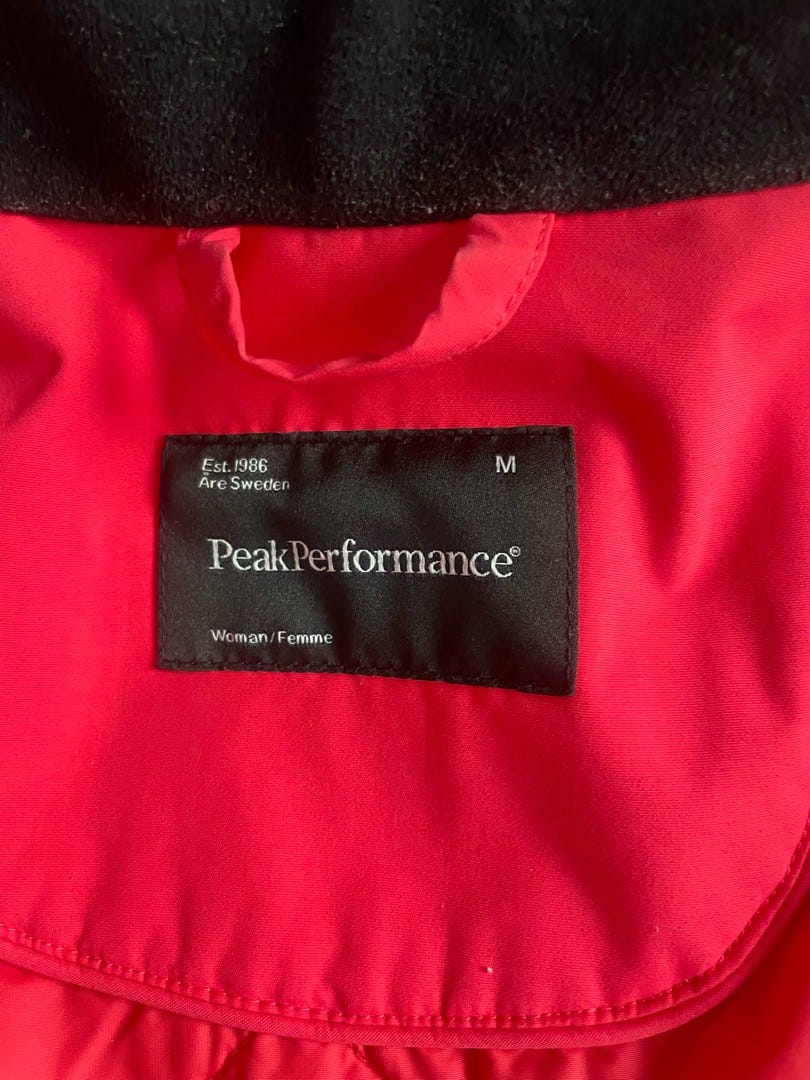 Est. 1986
M
Åre Sweden
PeakPerformance®
Woman/Femme